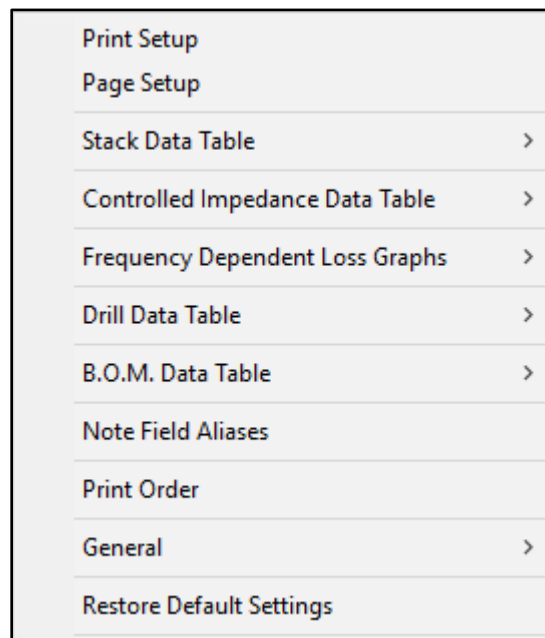 Print Setup
Page Setup
Stack Data Table
Controlled Impedance Data Table
Frequency Dependent Loss Graphs
Drill Data Table
B.O.M. Data Table
Note Field Aliases
Print Order
General
Restore Default Settings